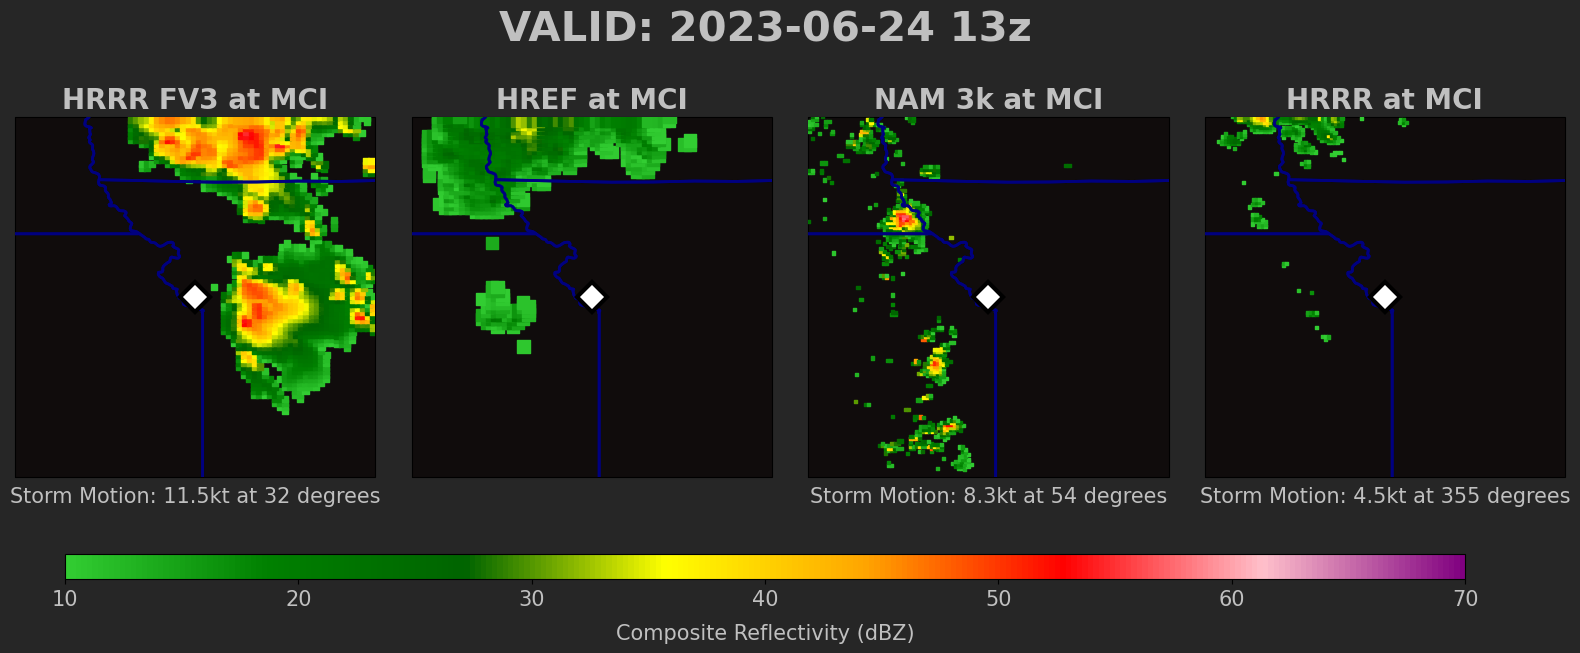 VALID: 2023-06-24 13z
HRRR FV3 at MCI
HREF at MCI
NAM 3k at MCI
HRRR at MCI
Storm Motion: 11.5kt at 32 degrees
Storm Motion: 8.3kt at 54 degrees
Storm Motion: 4.5kt at 355 degrees
10 20 30 40 50 60 70
Composite Reflectivity (dBZ)